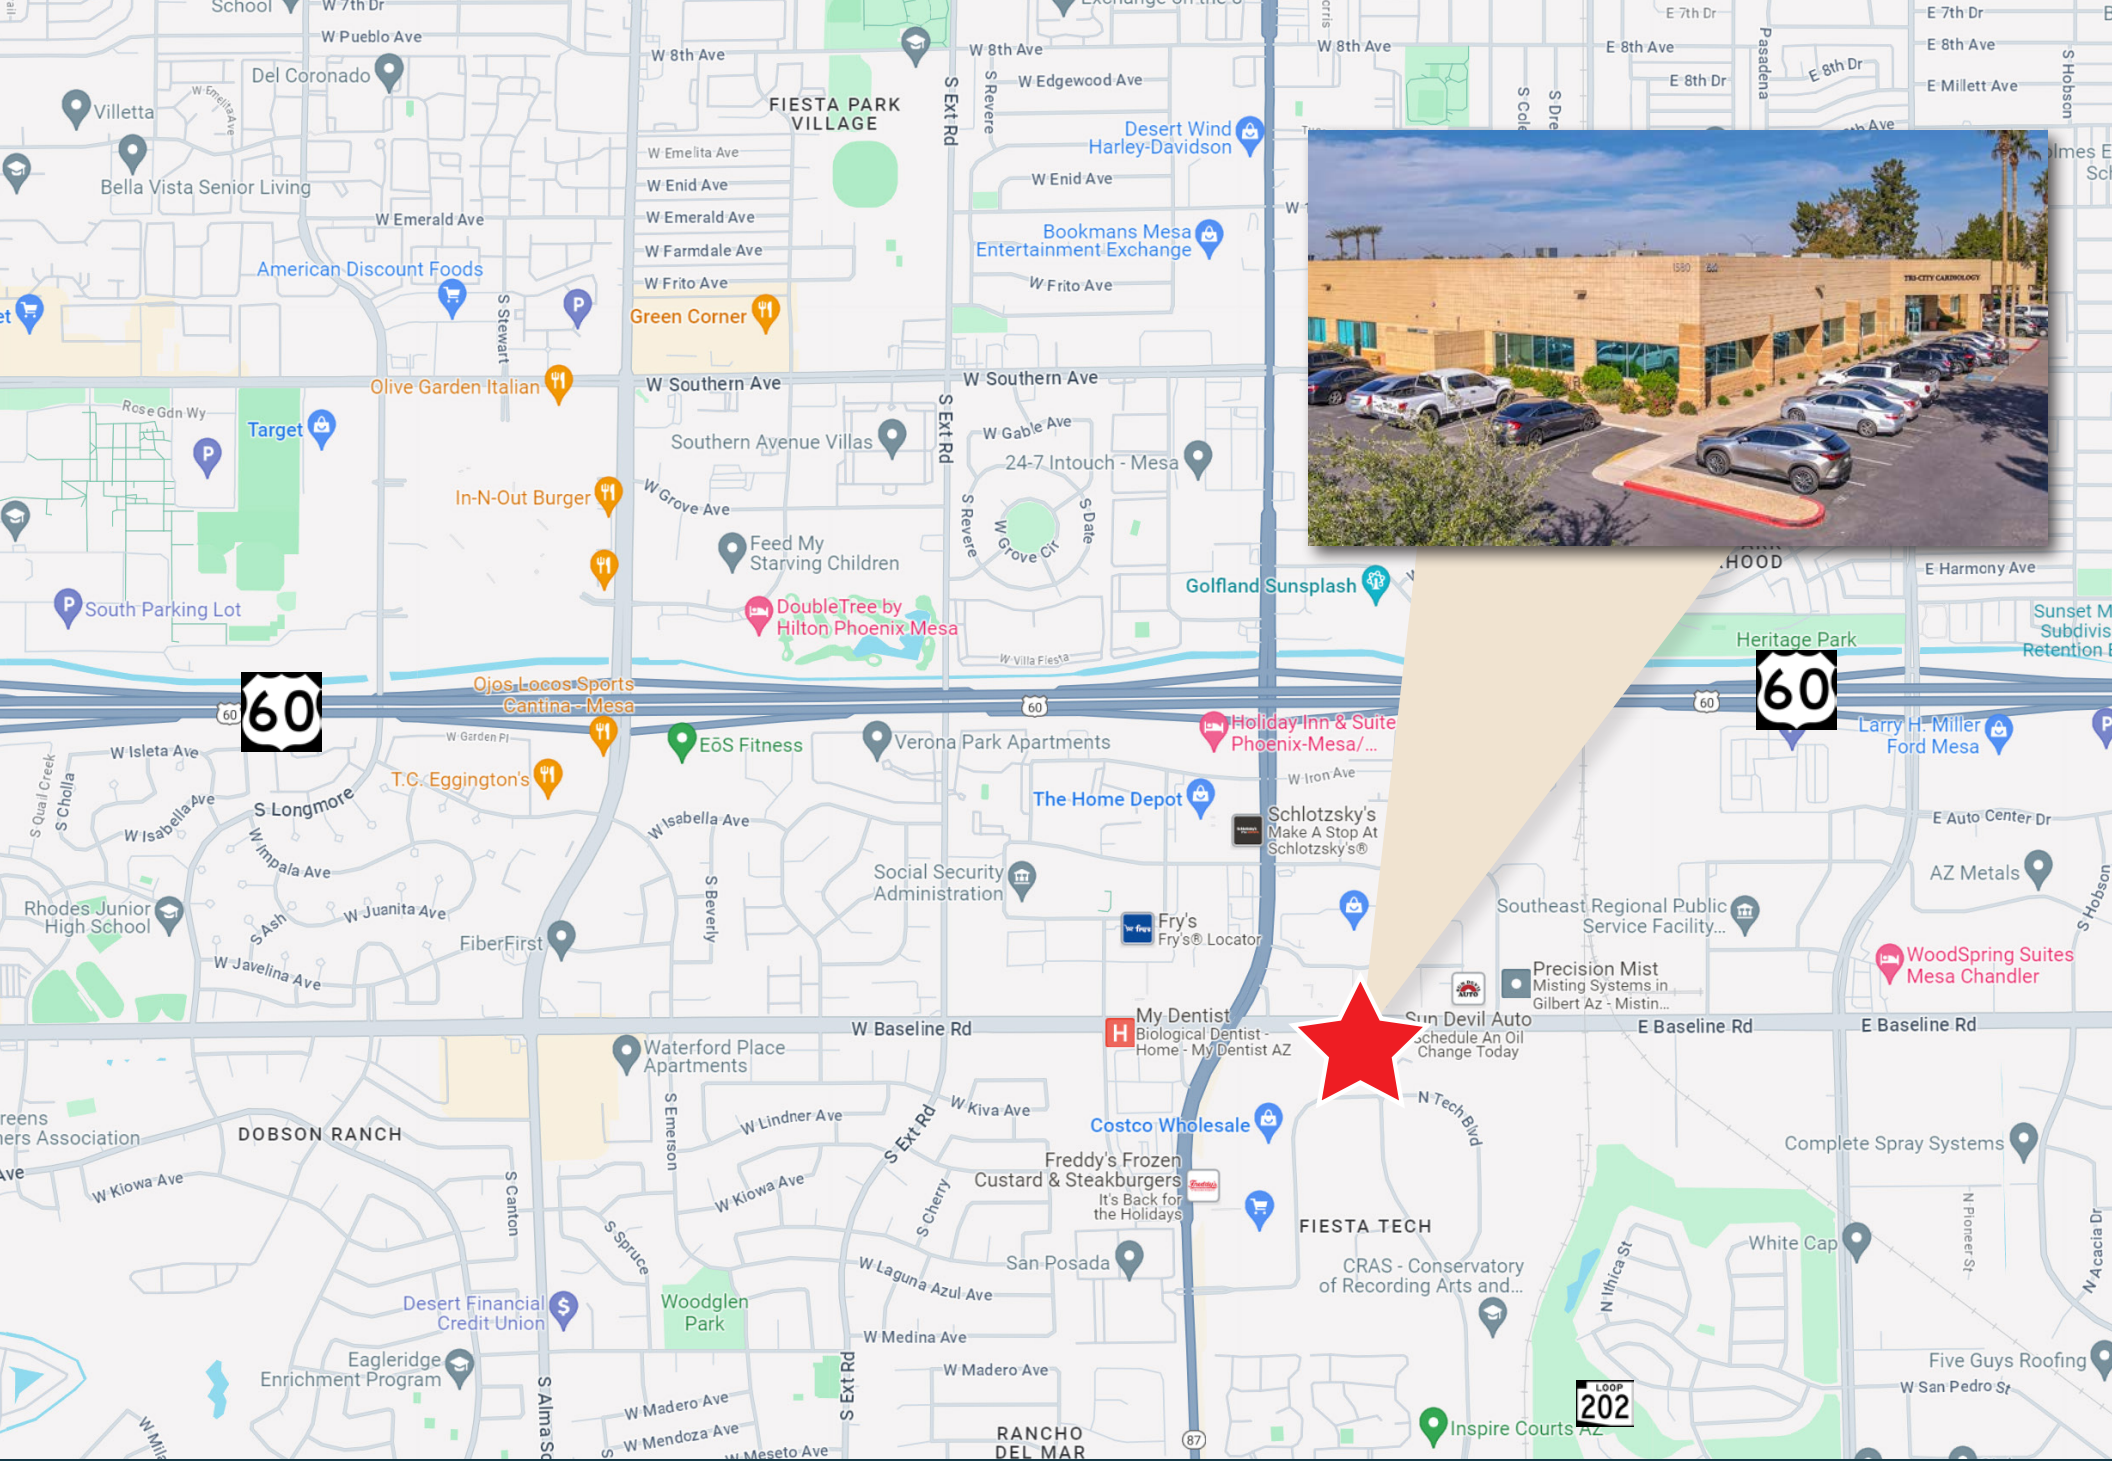 School
W 7th Dr
W Pueblo Ave
Del Coronado
Villetta
W Emelita Ave
Bella Vista Senior Living
W Emerald Ave
American Discount Foods
S Stewart
Olive Garden Italian
Rose Gdn Wy
Target
P
P
In-N-Out Burger
P
South Parking Lot
W 8th Ave
FIESTA PARK
VILLAGE
W Emelita Ave
W Enid Ave
W Emerald Ave
W Farmdale Ave
W Frito Ave
Green Corner
W Southern Ave
Southern Avenue Villas
W Grove Ave
Feed My
Starving Children
DoubleTree by
Hilton Phoenix Mesa
S Ext Rd
S Ext Rd
S Revere
W 8th Ave
W Edgewood Ave
Desert Wind
Harley-Davidson
W Enid Ave
Bookmans Mesa
Entertainment Exchange
W Frito Ave
W Southern Ave
W Gable Ave
24-7 Intouch - Mesa
S Revere
W Grove Cir
S Date
W Villa Fiesta
Golfland Sunsplash
W 8th Ave
E 7th Dr
E 8th Ave
E 8th Dr
Pasadena
E 8th Dr
E 7th Dr
E 8th Ave
E Millett Ave
S Hobson
1580
TRI-CITY CARDIOLOGY
E Harmony Ave
Heritage Park
60
60
60
60
60
Ojos Locos Sports
Cantina - Mesa
W Garden Pl
W Isleta Ave
S Quail Creek
S Cholla
W Isabella Ave
S Longmore
W Impala Ave
T.C. Eggington's
EōS Fitness
Verona Park Apartments
Holiday Inn & Suite
Phoenix-Mesa/...
W Iron Ave
The Home Depot
Schlotzsky's
Make A Stop At
Schlotzsky's®
Larry H. Miller
Ford Mesa
E Auto Center Dr
AZ Metals
S Hobson
W Isabella Ave
S Beverly
Social Security
Administration
Rhodes Junior
High School
S Ash
W Juanita Ave
W Javelina Ave
FiberFirst
Fry's
Fry's® Locator
Southeast Regional Public
Service Facility...
WoodSpring Suites
Mesa Chandler
Precision Mist
Misting Systems in
Gilbert Az - Mistin...
W Baseline Rd
H
My Dentist
Biological Dentist -
Home - My Dentist AZ
Sun Devil Auto
Schedule An Oil
Change Today
E Baseline Rd
E Baseline Rd
Waterford Place
Apartments
DOBSON RANCH
W Kiowa Ave
S Canton
S Emerson
W Lindner Ave
W Kiva Ave
S Ext Rd
W Kiowa Ave
S Cherry
S Spruce
Costco Wholesale
Freddy's Frozen
Custard & Steakburgers
It's Back for
the Holidays
N Tech Blvd
FIESTA TECH
Complete Spray Systems
White Cap
N Pioneer St
N Acacia Dr
N Ithica St
CRAS - Conservatory
of Recording Arts and...
San Posada
W Laguna Azul Ave
Woodglen
Park
Desert Financial
Credit Union
Eagleridge
Enrichment Program
W Medina Ave
W Madero Ave
W Madero Ave
W Mendoza Ave
W Meseto Ave
S Ext Rd
RANCHO
DEL MAR
87
Inspire Courts AZ
LOOP
202
Five Guys Roofing
W San Pedro St